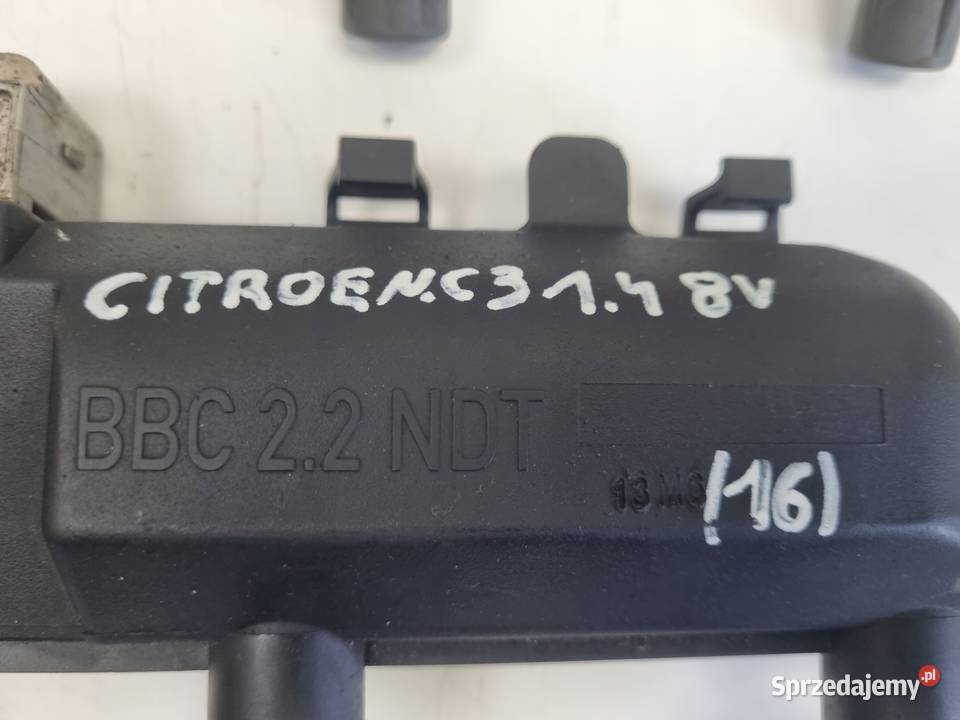 CITROEN.C3 1.4 8V
BBC 2.2 NDT
(16)
Sprzedajemy.pl